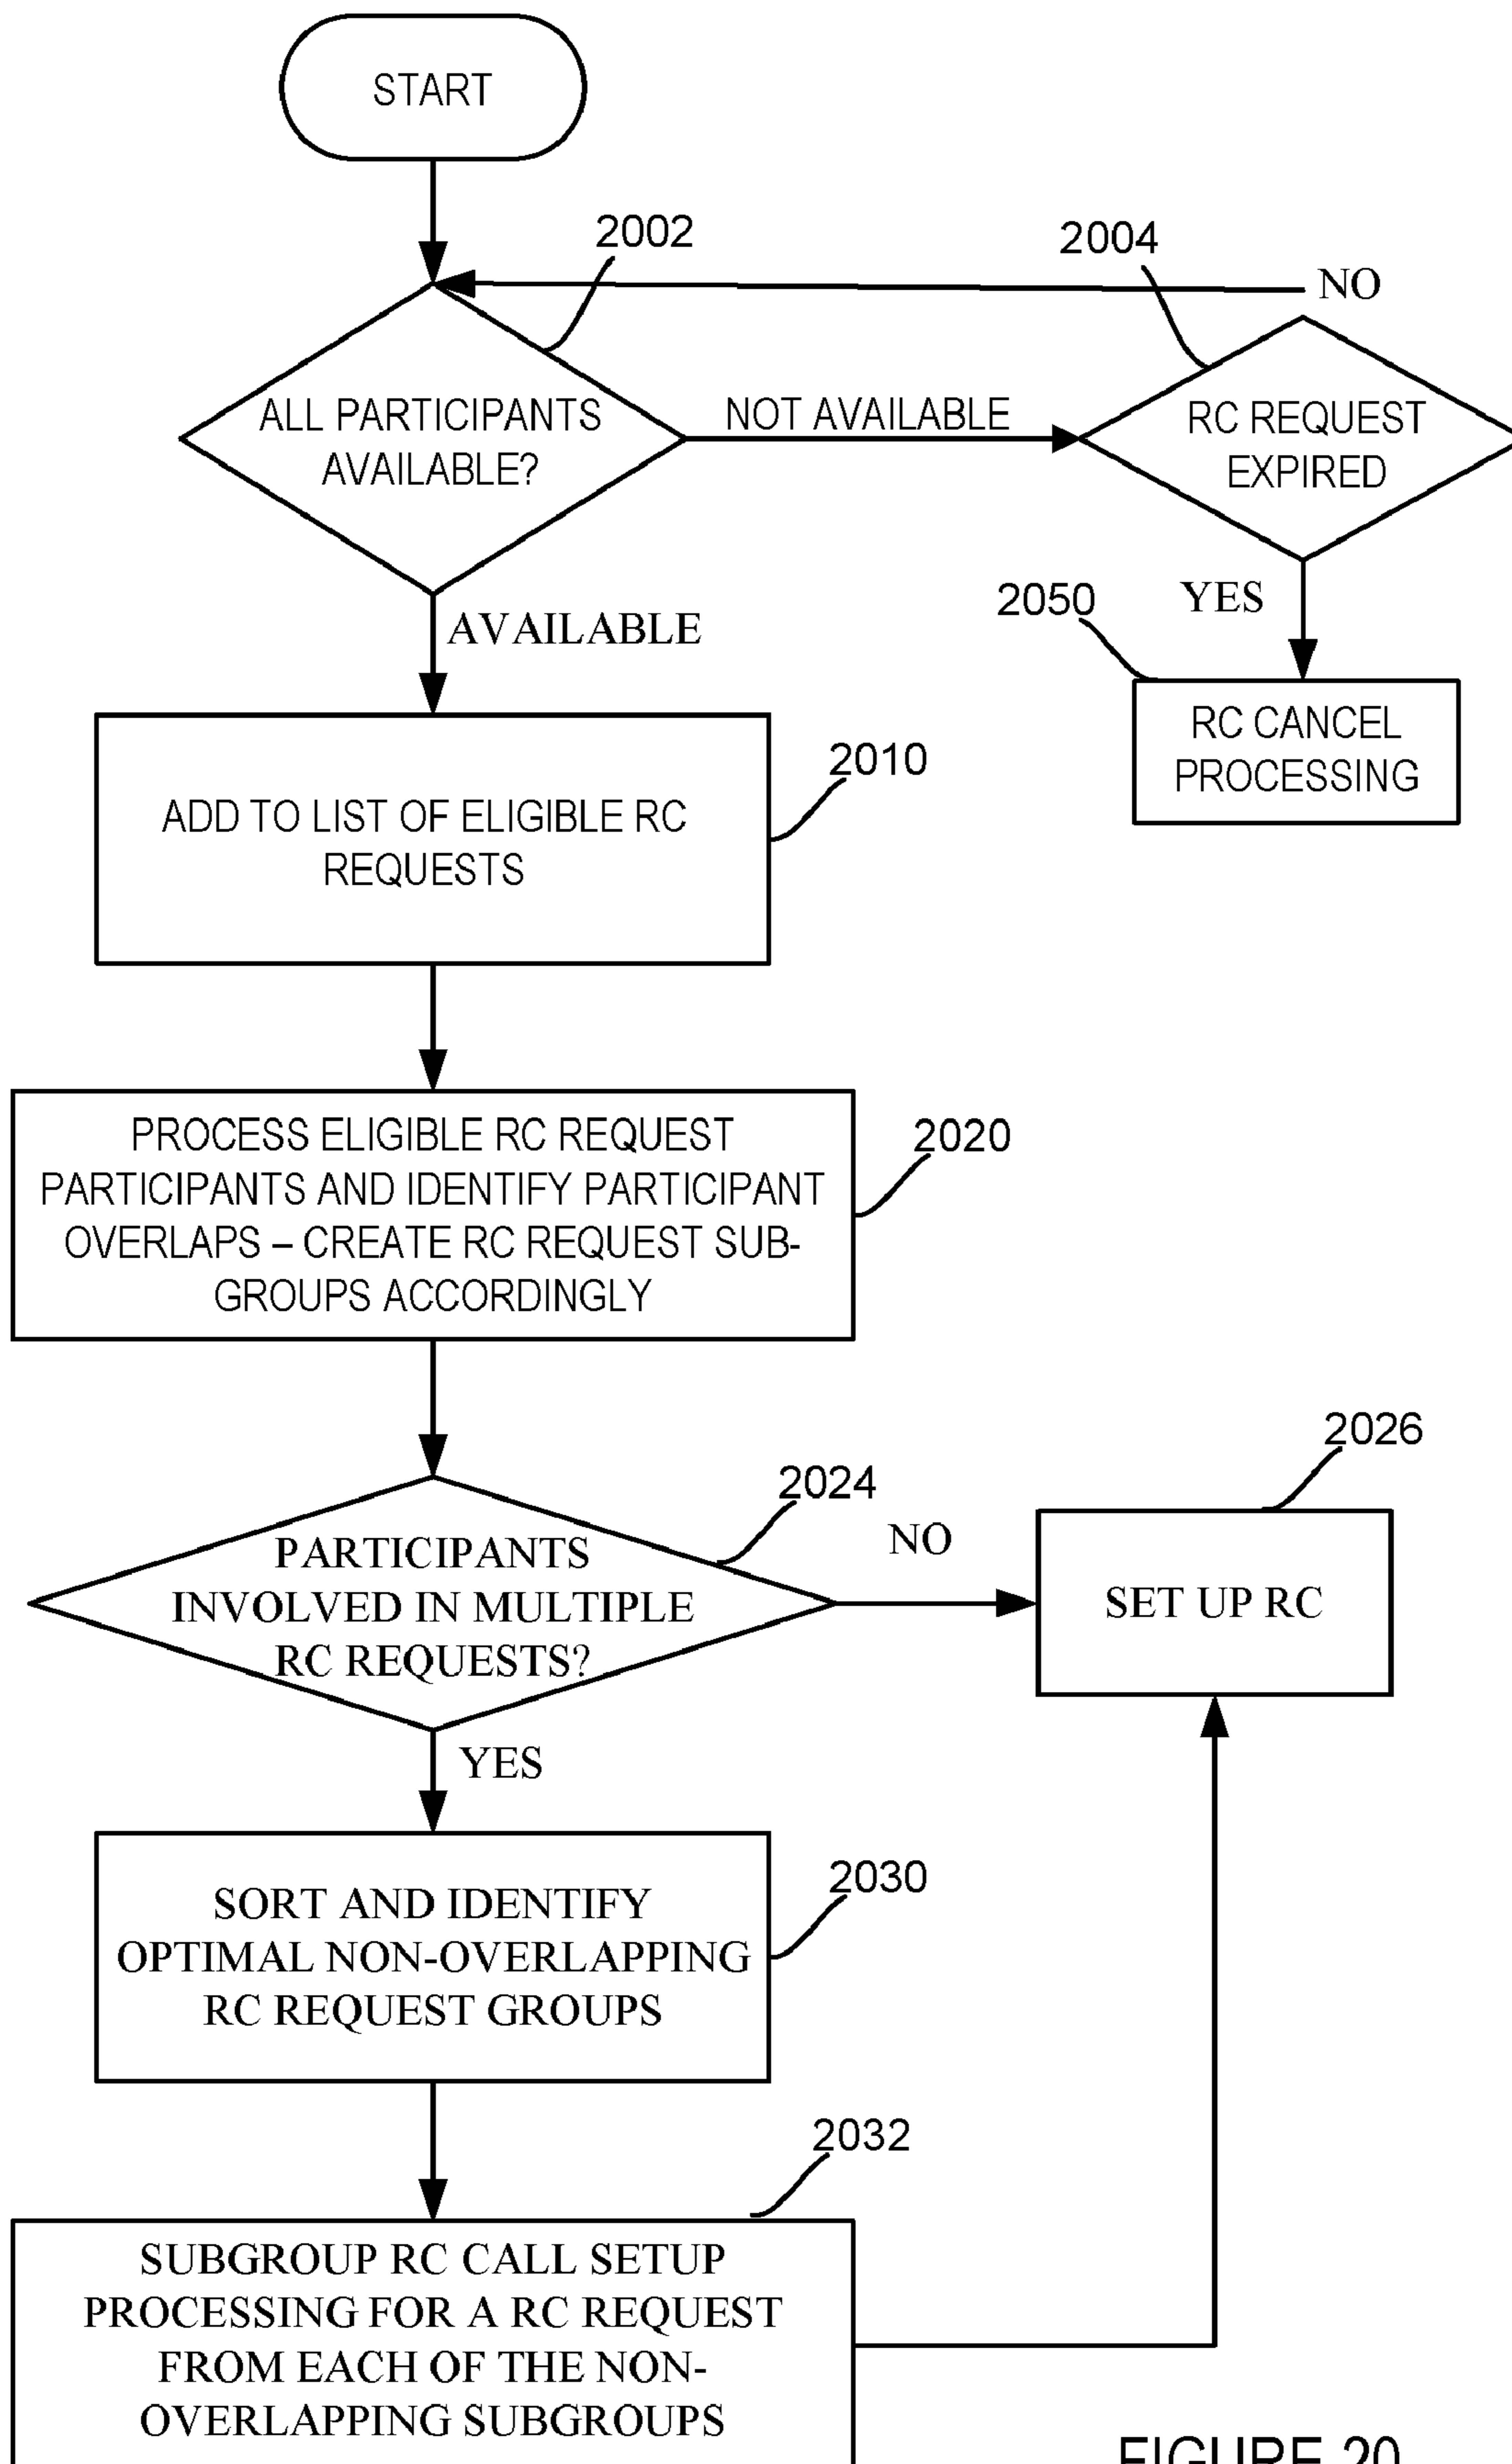 START
2002
2004
NO
ALL PARTICIPANTS
AVAILABLE?
NOT AVAILABLE
RC REQUEST
EXPIRED
AVAILABLE
2050
YES
RC CANCEL
PROCESSING
2010
ADD TO LIST OF ELIGIBLE RC
REQUESTS
2020
PROCESS ELIGIBLE RC REQUEST
PARTICIPANTS AND IDENTIFY PARTICIPANT
OVERLAPS – CREATE RC REQUEST SUB-
GROUPS ACCORDINGLY
2024
2026
PARTICIPANTS
INVOLVED IN MULTIPLE
RC REQUESTS?
NO
SET UP RC
YES
2030
SORT AND IDENTIFY
OPTIMAL NON-OVERLAPPING
RC REQUEST GROUPS
2032
SUBGROUP RC CALL SETUP
PROCESSING FOR A RC REQUEST
FROM EACH OF THE NON-
OVERLAPPING SUBGROUPS
FIGURE 20